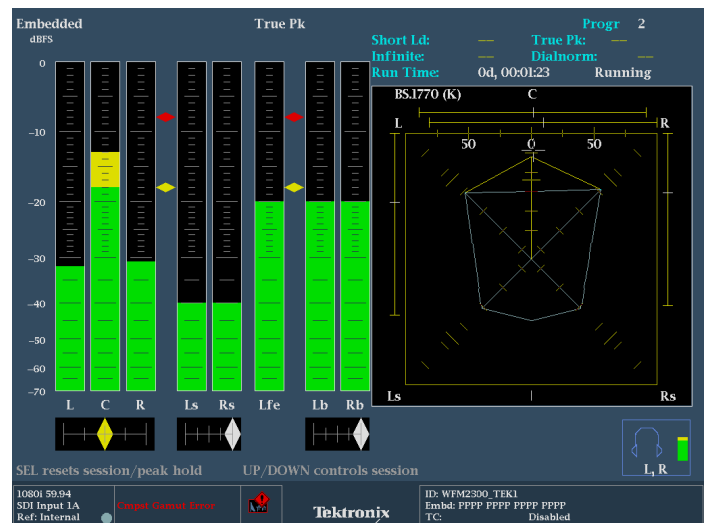 Embedded True Pk Progr 2
dBFS
Short Ld: -- True Pk: --
Infinite: -- Dialnorm: --
Run Time: 0d, 00:01:23 Running
BS.1770 (K) C
L R
50 0 50
0
-10
-20
-30
-40
-50
-60
-70
L C R Ls Rs Lfe Lb Rb
Ls Rs
L, R
SEL resets session/peak hold UP/DOWN controls session
1080i 59.94
SDI Input 1A
Ref: Internal
Cmpst Gamut Error
Tektronix
ID: WFM2300_TEK1
Embd: PPPP PPPP PPPP PPPP
TC: Disabled